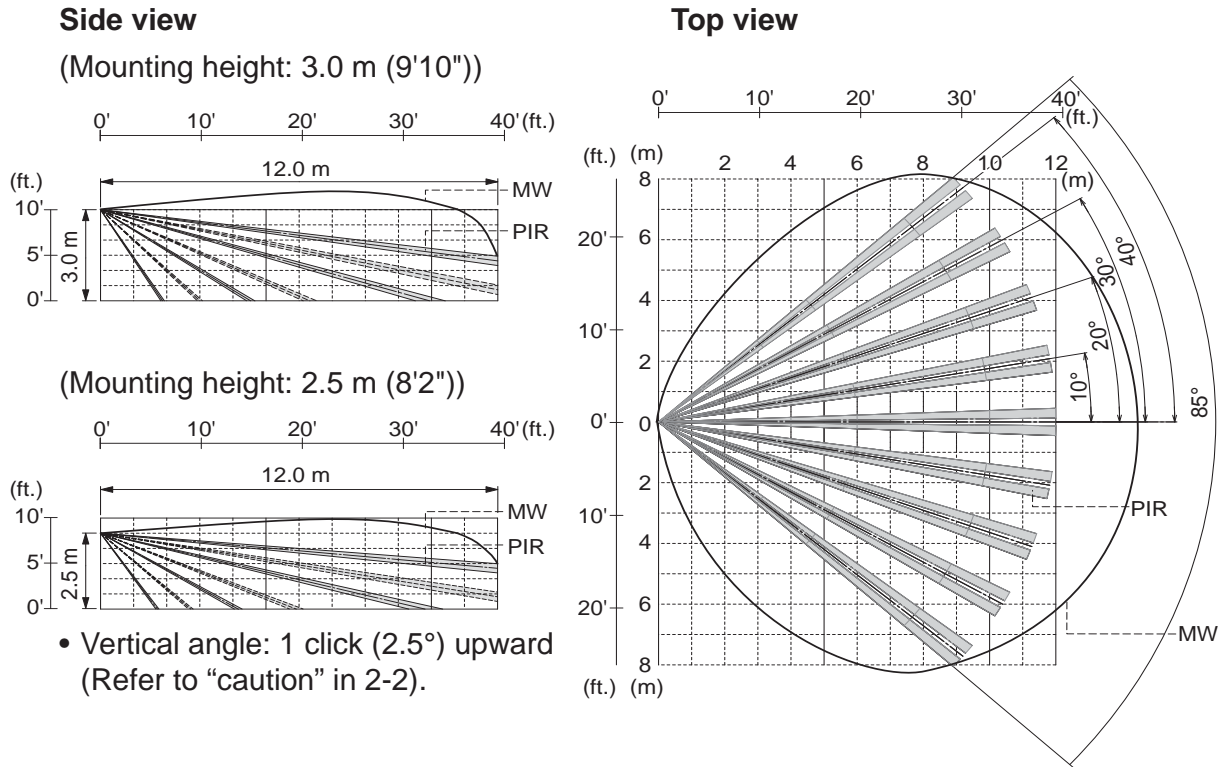 Side view
(Mounting height: 3.0 m (9'10"))
0' 10' 20' 30' 40' (ft.)
12.0 m
(ft.)
10'
5'
0'
3.0 m
MW
PIR
(Mounting height: 2.5 m (8'2"))
0' 10' 20' 30' 40' (ft.)
12.0 m
(ft.)
10'
5'
0'
2.5 m
MW
PIR
• Vertical angle: 1 click (2.5°) upward
(Refer to “caution” in 2-2).
Top view
0' 10' 20' 30' 40'
(ft.)
(ft.) (m)
2 4 6 8 10 12
(m)
8
20'
6
4
10'
2
0' 0
2
10'
4
20' 6
8
(ft.) (m)
10°
20°
30°
40°
85°
PIR
MW